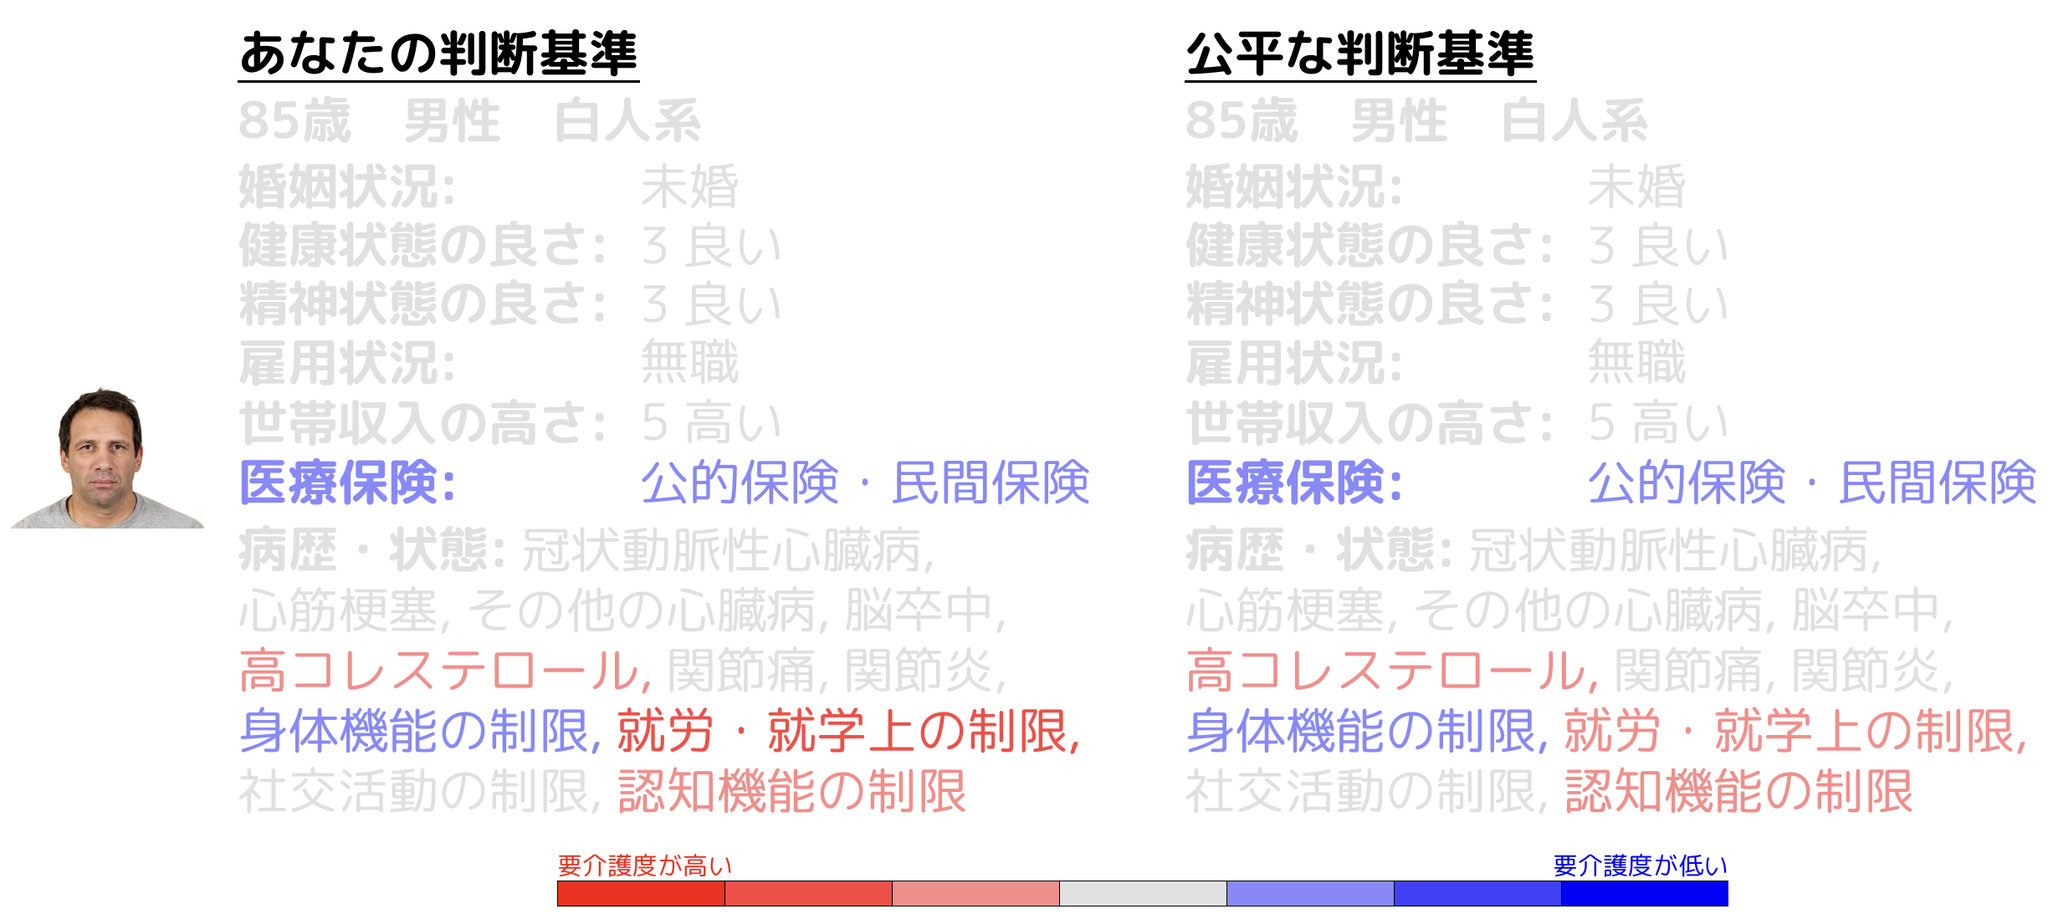 あなたの判断基準
85歳　男性　白人系
婚姻状況: 未婚
健康状態の良さ: 3 良い
精神状態の良さ: 3 良い
雇用状況: 無職
世帯収入の高さ: 5 高い
医療保険: 公的保険・民間保険
病歴・状態: 冠状動脈性心臓病,
心筋梗塞, その他の心臓病, 脳卒中,
高コレステロール, 関節痛, 関節炎,
身体機能の制限, 就労・就学上の制限,
社交活動の制限, 認知機能の制限
公平な判断基準
85歳　男性　白人系
婚姻状況: 未婚
健康状態の良さ: 3 良い
精神状態の良さ: 3 良い
雇用状況: 無職
世帯収入の高さ: 5 高い
医療保険: 公的保険・民間保険
病歴・状態: 冠状動脈性心臓病,
心筋梗塞, その他の心臓病, 脳卒中,
高コレステロール, 関節痛, 関節炎,
身体機能の制限, 就労・就学上の制限,
社交活動の制限, 認知機能の制限
要介護度が高い
要介護度が低い